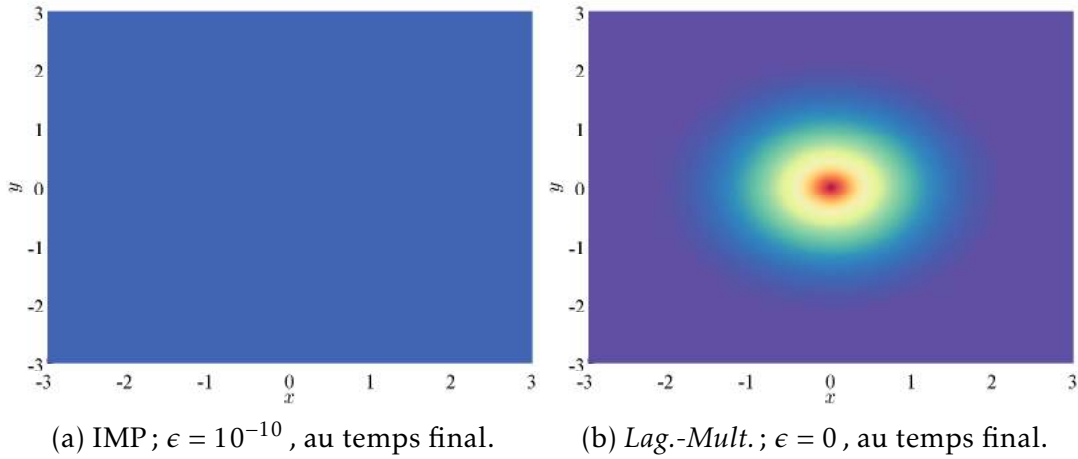 3
2
1
0
-1
-2
-3
y
-3 -2 -1 0 1 2 3
x
3
2
1
0
-1
-2
-3
y
-3 -2 -1 0 1 2 3
x
(a) IMP ; ϵ = 10⁻¹⁰ , au temps final.
(b) Lag.-Mult. ; ϵ = 0 , au temps final.